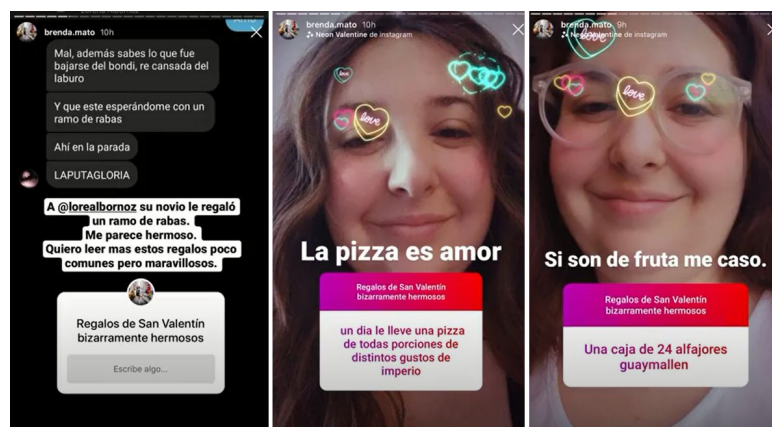 brenda.mato 10h
Mal, además sabes lo que fue
bajarse del bondi, re cansada del
laburo
Y que este esperándome con un
ramo de rabas
Ahí en la parada
LAPUTAGLORIA
A @lorealbornoz su novio le regaló
un ramo de rabas.
Me parece hermoso.
Quiero leer mas estos regalos poco
comunes pero maravillosos.
Regalos de San Valentín
bizarramente hermosos
Escribe algo...
brenda.mato 10h
Neon Valentine de instagram
love
love
La pizza es amor
Regalos de San Valentín
bizarramente hermosos
un dia le lleve una pizza
de todas porciones de
distintos gustos de
imperio
brenda.mato 9h
Neon Valentine de instagram
love
love
Si son de fruta me caso.
Regalos de San Valentín
bizarramente hermosos
Una caja de 24 alfajores
guaymallen